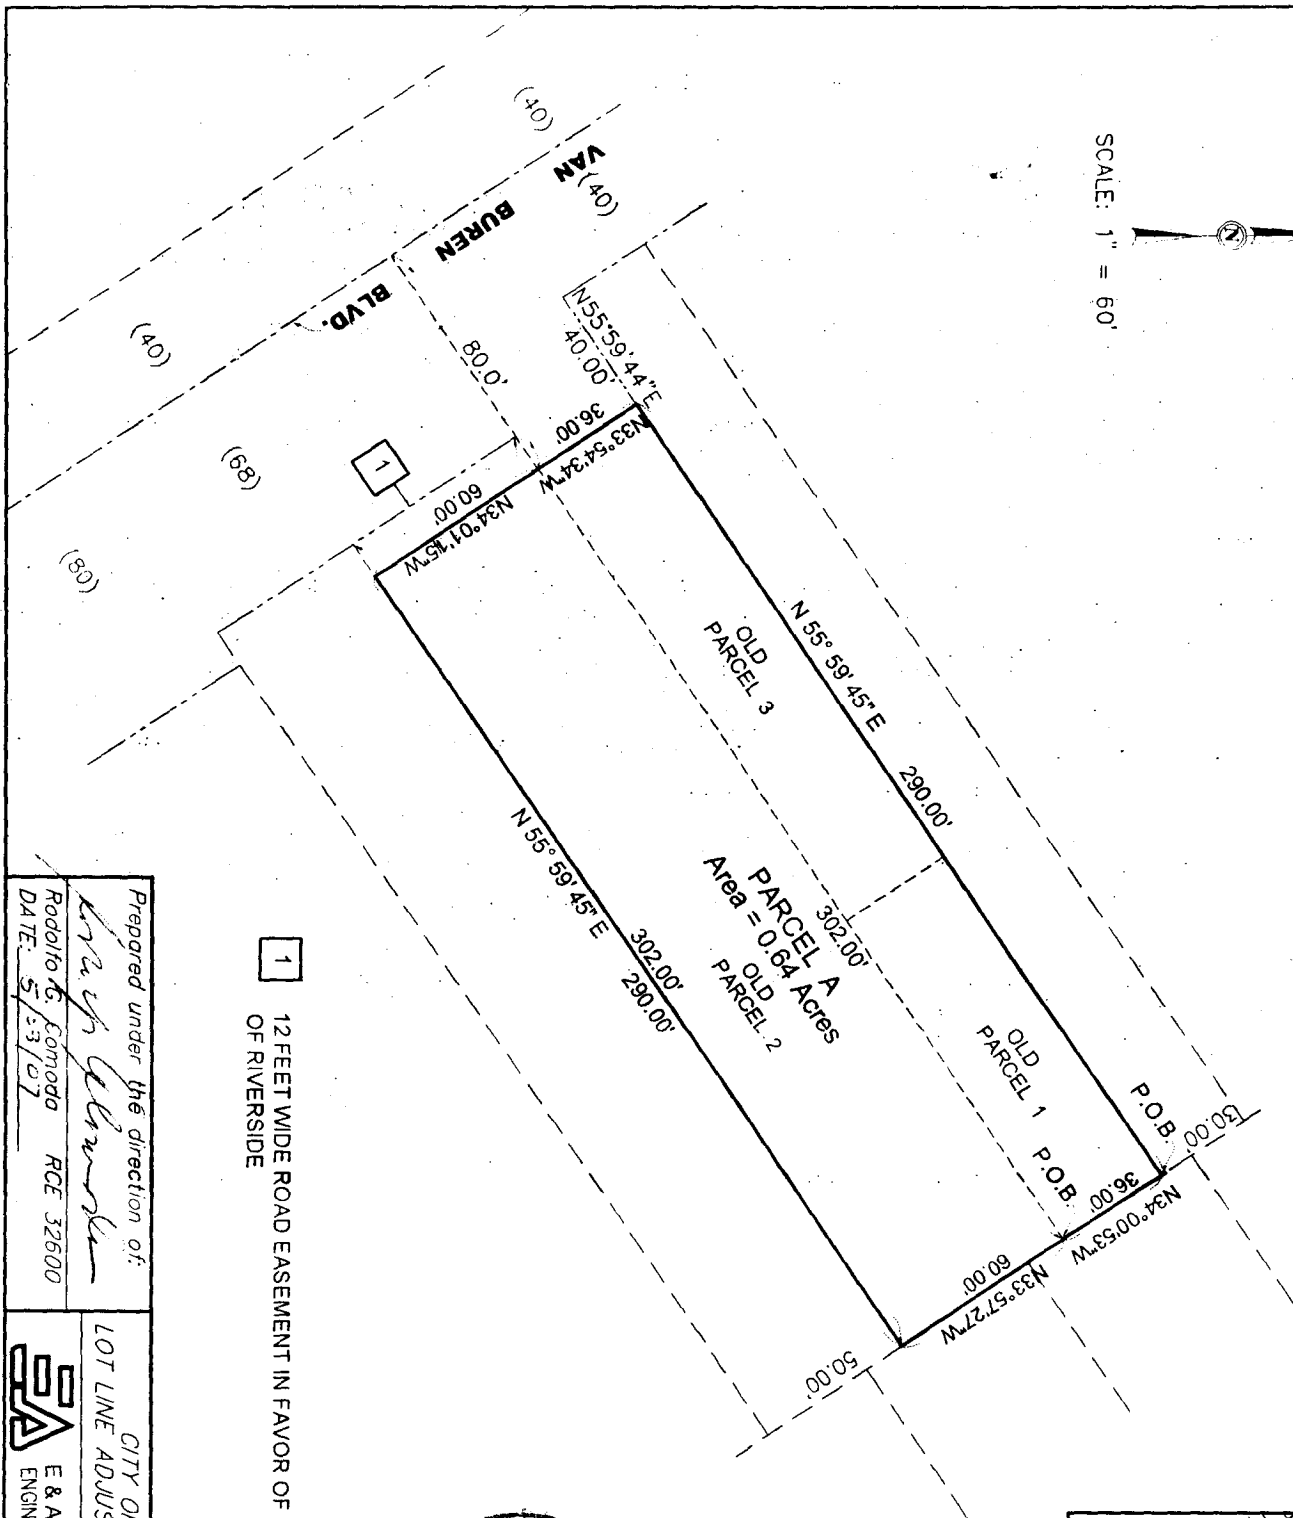 SCALE: 1" = 60'
N
(40)
(40)
VAN
BUREN
BLVD.
(40)
(68)
(80)
80.0'
N55°59'44"E
40.00'
36.00'
N33°54'34"W
60.00'
N34°01'15"W
1
OLD
PARCEL 3
N 55° 59' 45" E
290.00'
PARCEL A
Area = 0.64 Acres
302.00'
OLD
PARCEL 2
OLD
PARCEL 1
P.O.B.
P.O.B.
30.00'
36.00'
N34°00'53"W
60.00'
N33°57'27"W
50.00'
N 55° 59' 45" E
302.00'
290.00'
1
12 FEET WIDE ROAD EASEMENT IN FAVOR OF
OF RIVERSIDE
Prepared under the direction of:
Rodolfo G. Comoda RCE 32600
DATE:
CITY
LOT LINE ADJUS
E & A
ENGIN